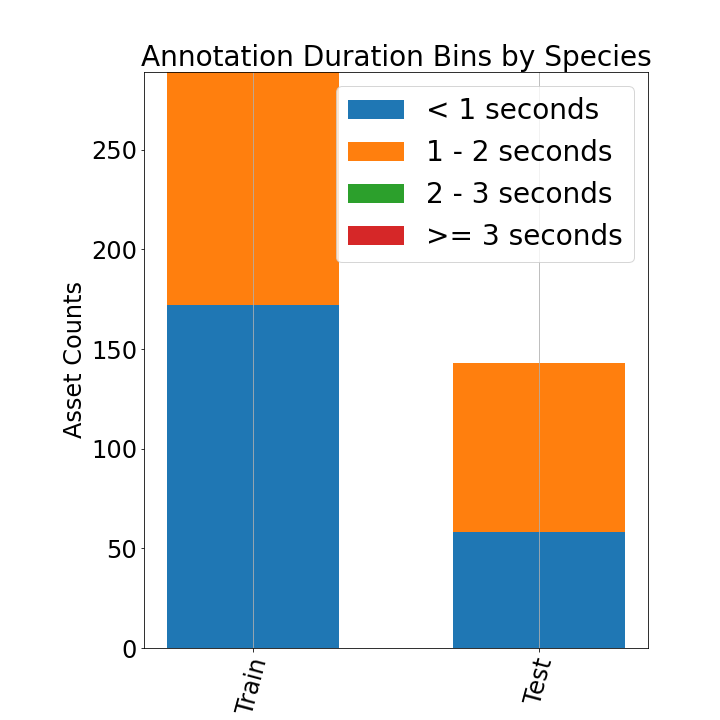 Annotation Duration Bins by Species
< 1 seconds
1 - 2 seconds
2 - 3 seconds
>= 3 seconds
Asset Counts
250
200
150
100
50
0
Train
Test